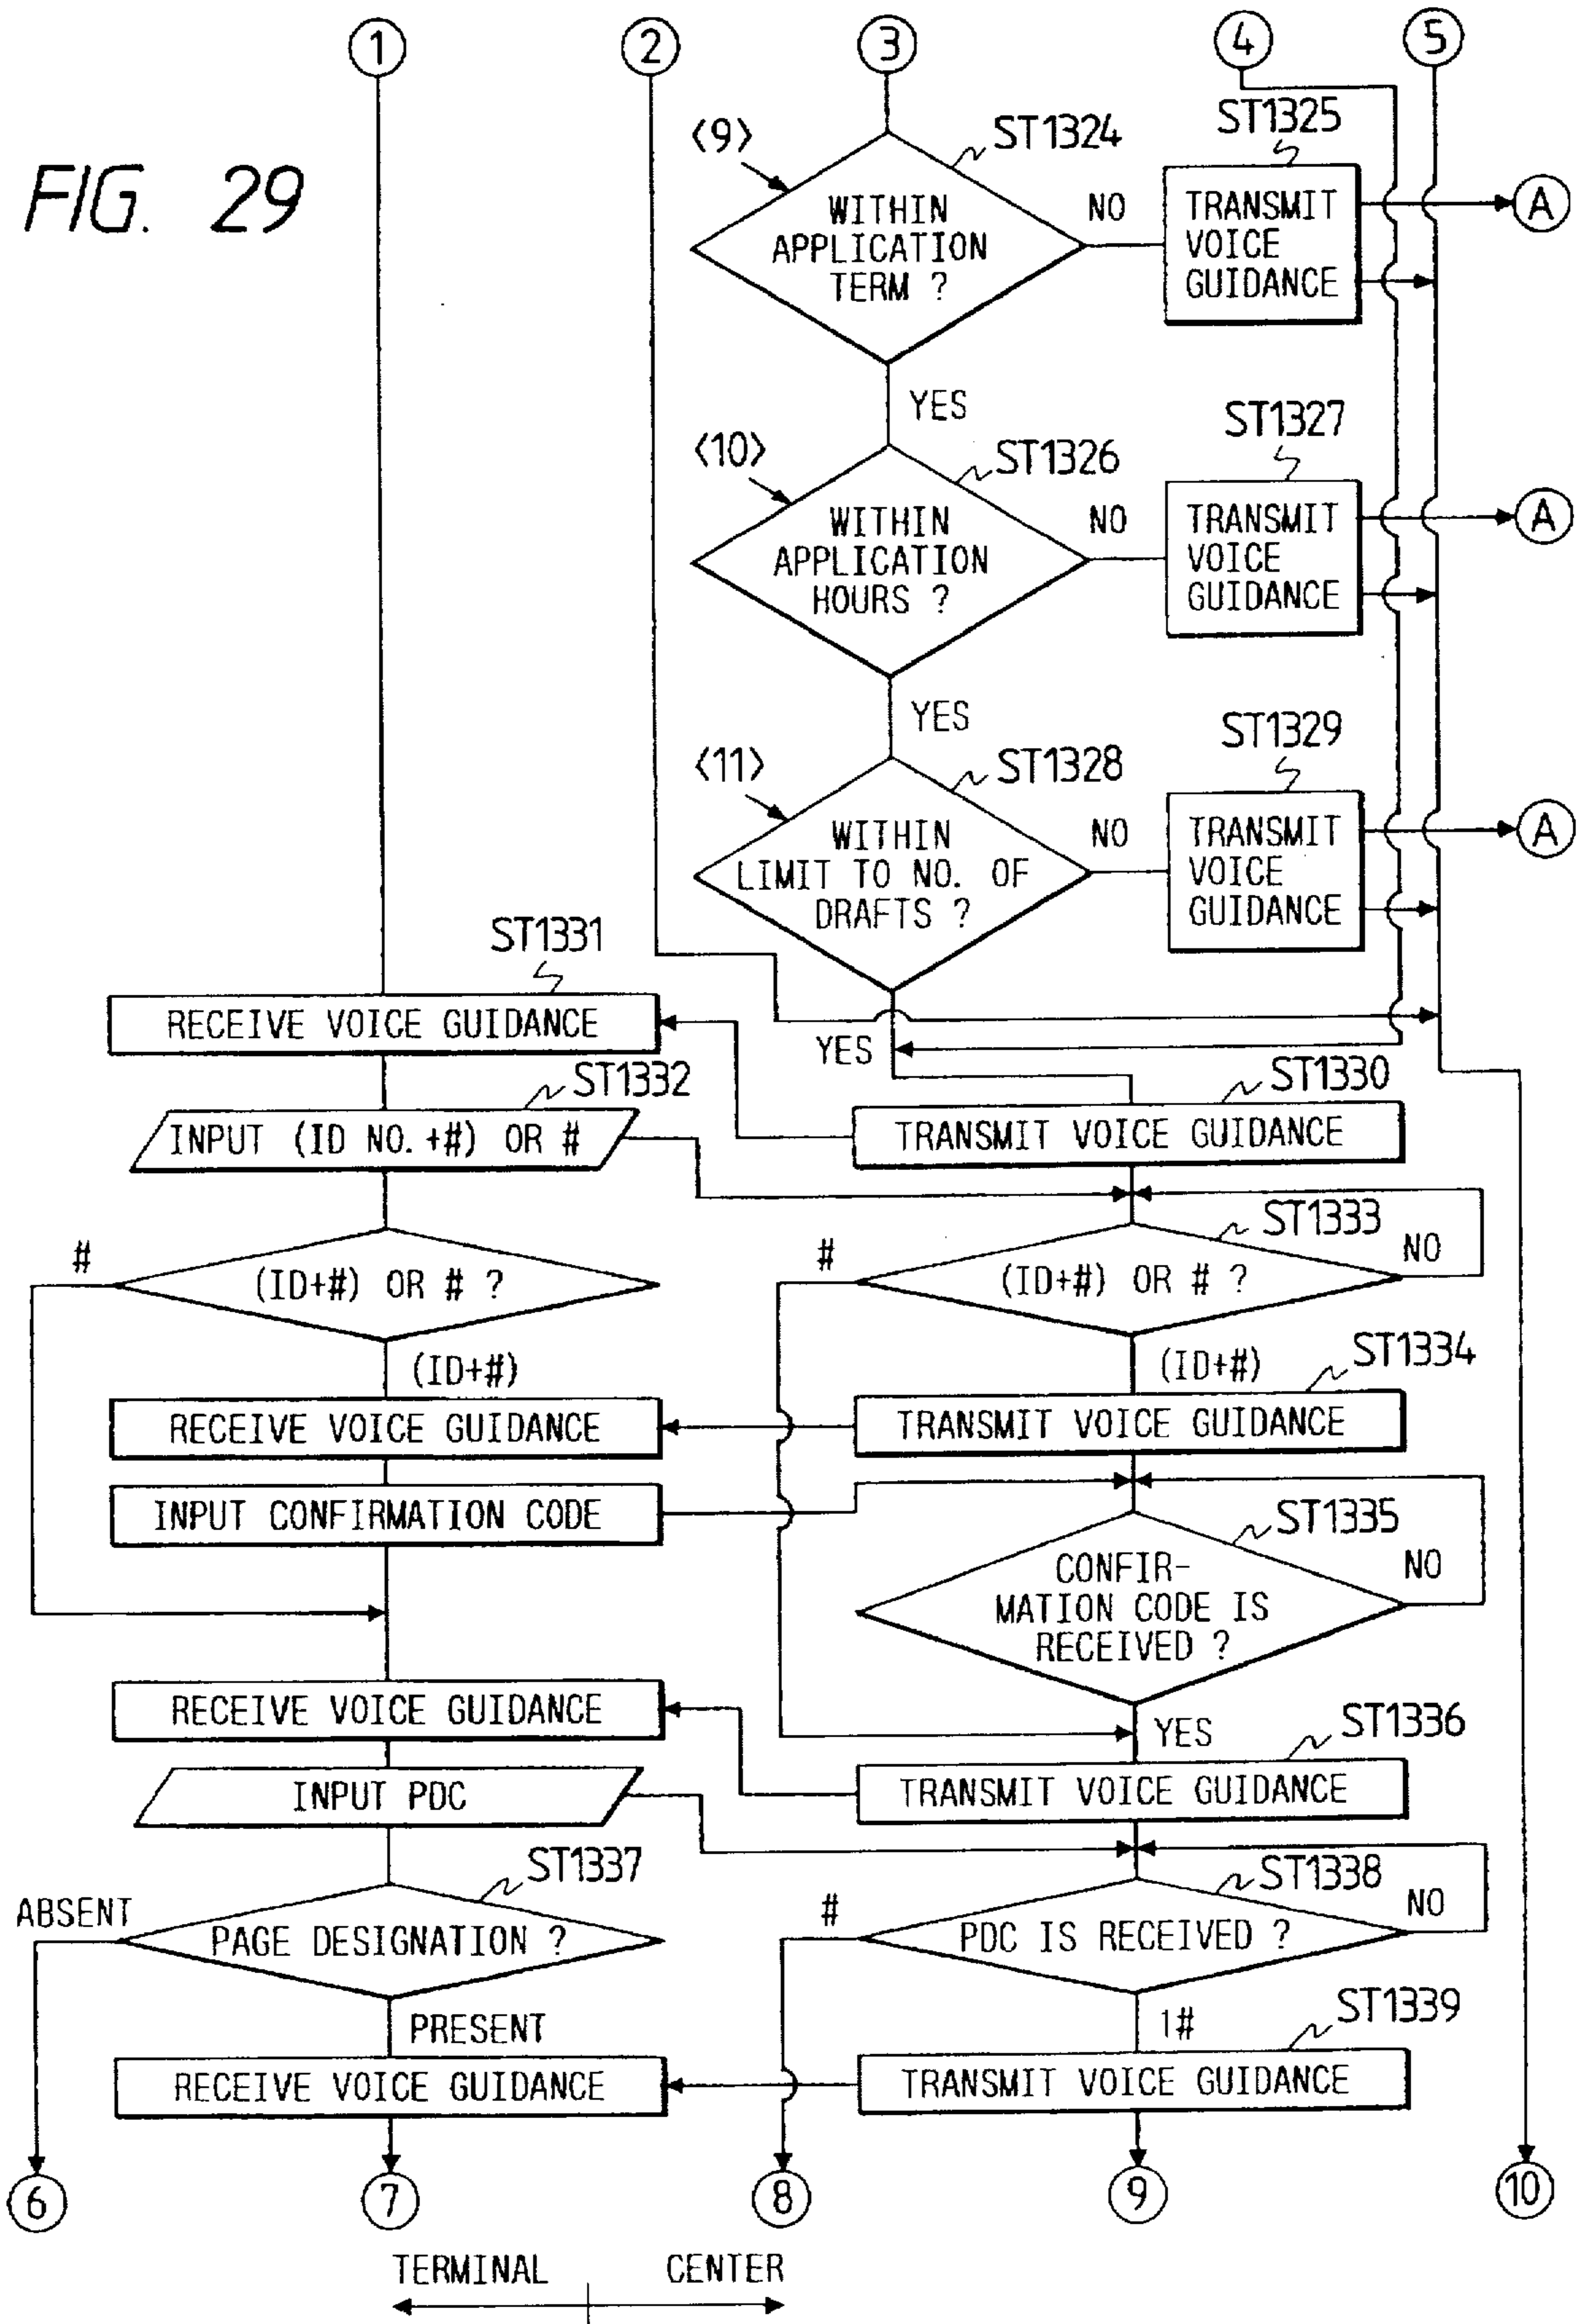 1 2 3 4 5
FIG. 29
<9>
ST1324
ST1325
WITHIN
APPLICATION
TERM ?
NO
TRANSMIT
VOICE
GUIDANCE
A
YES
<10>
ST1326
ST1327
WITHIN
APPLICATION
HOURS ?
NO
TRANSMIT
VOICE
GUIDANCE
A
YES
<11>
ST1328
ST1329
WITHIN
LIMIT TO NO. OF
DRAFTS ?
NO
TRANSMIT
VOICE
GUIDANCE
A
ST1331
RECEIVE VOICE GUIDANCE
YES
ST1332
ST1330
INPUT (ID NO.+#) OR #
TRANSMIT VOICE GUIDANCE
ST1333
#
(ID+#) OR # ?
#
(ID+#) OR # ?
NO
(ID+#)
(ID+#)
ST1334
RECEIVE VOICE GUIDANCE
TRANSMIT VOICE GUIDANCE
INPUT CONFIRMATION CODE
ST1335
CONFIR-
MATION CODE IS
RECEIVED ?
NO
RECEIVE VOICE GUIDANCE
YES
ST1336
INPUT PDC
TRANSMIT VOICE GUIDANCE
ST1337
ST1338
ABSENT
PAGE DESIGNATION ?
#
PDC IS RECEIVED ?
NO
PRESENT
1#
ST1339
RECEIVE VOICE GUIDANCE
TRANSMIT VOICE GUIDANCE
6 7 8 9 10
TERMINAL CENTER